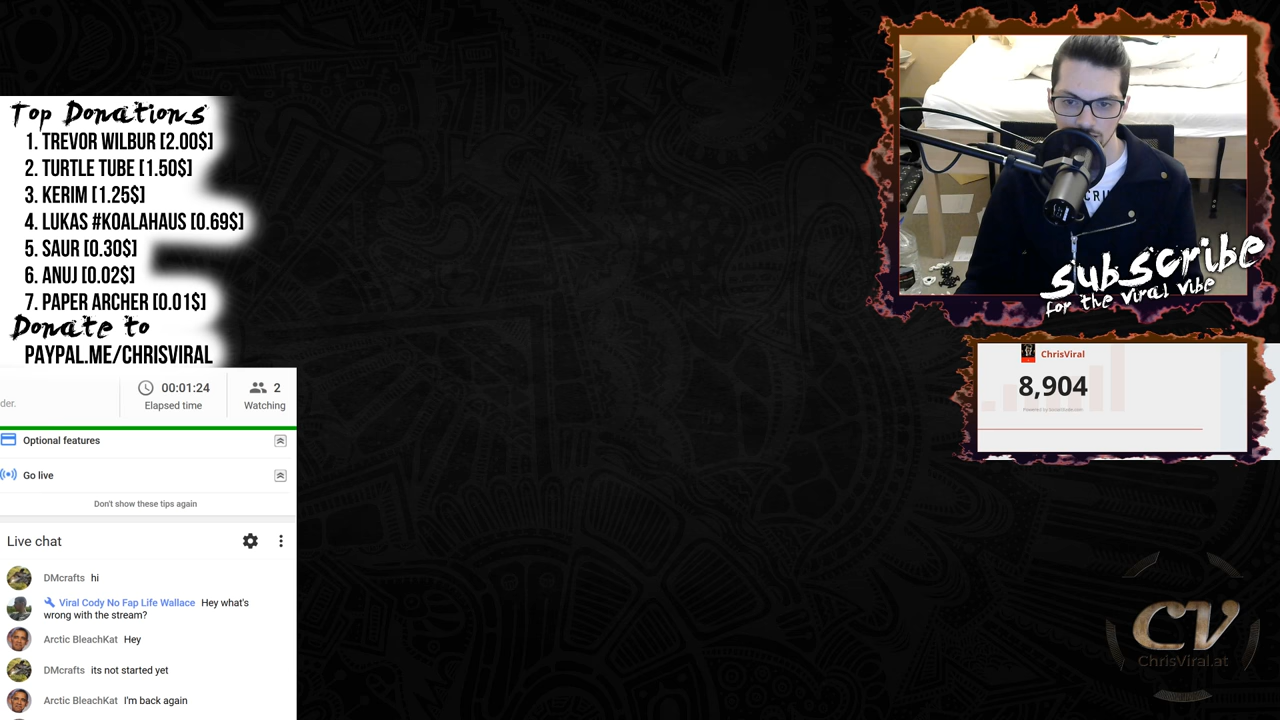 Top Donations
1. TREVOR WILBUR [2.00$]
2. TURTLE TUBE [1.50$]
3. KERIM [1.25$]
4. LUKAS #KOALAHAUS [0.69$]
5. SAUR [0.30$]
6. ANUJ [0.02$]
7. PAPER ARCHER [0.01$]
Donate to
PAYPAL.ME/CHRISVIRAL
der.
00:01:24
Elapsed time
2
Watching
Optional features
Go live
Don't show these tips again
Live chat
DMcrafts hi
Viral Cody No Fap Life Wallace Hey what's
wrong with the stream?
Arctic BleachKat Hey
DMcrafts its not started yet
Arctic BleachKat I'm back again
CRU
subscribe
for the viral vibe
ChrisViral
8,904
CV
ChrisViral.at